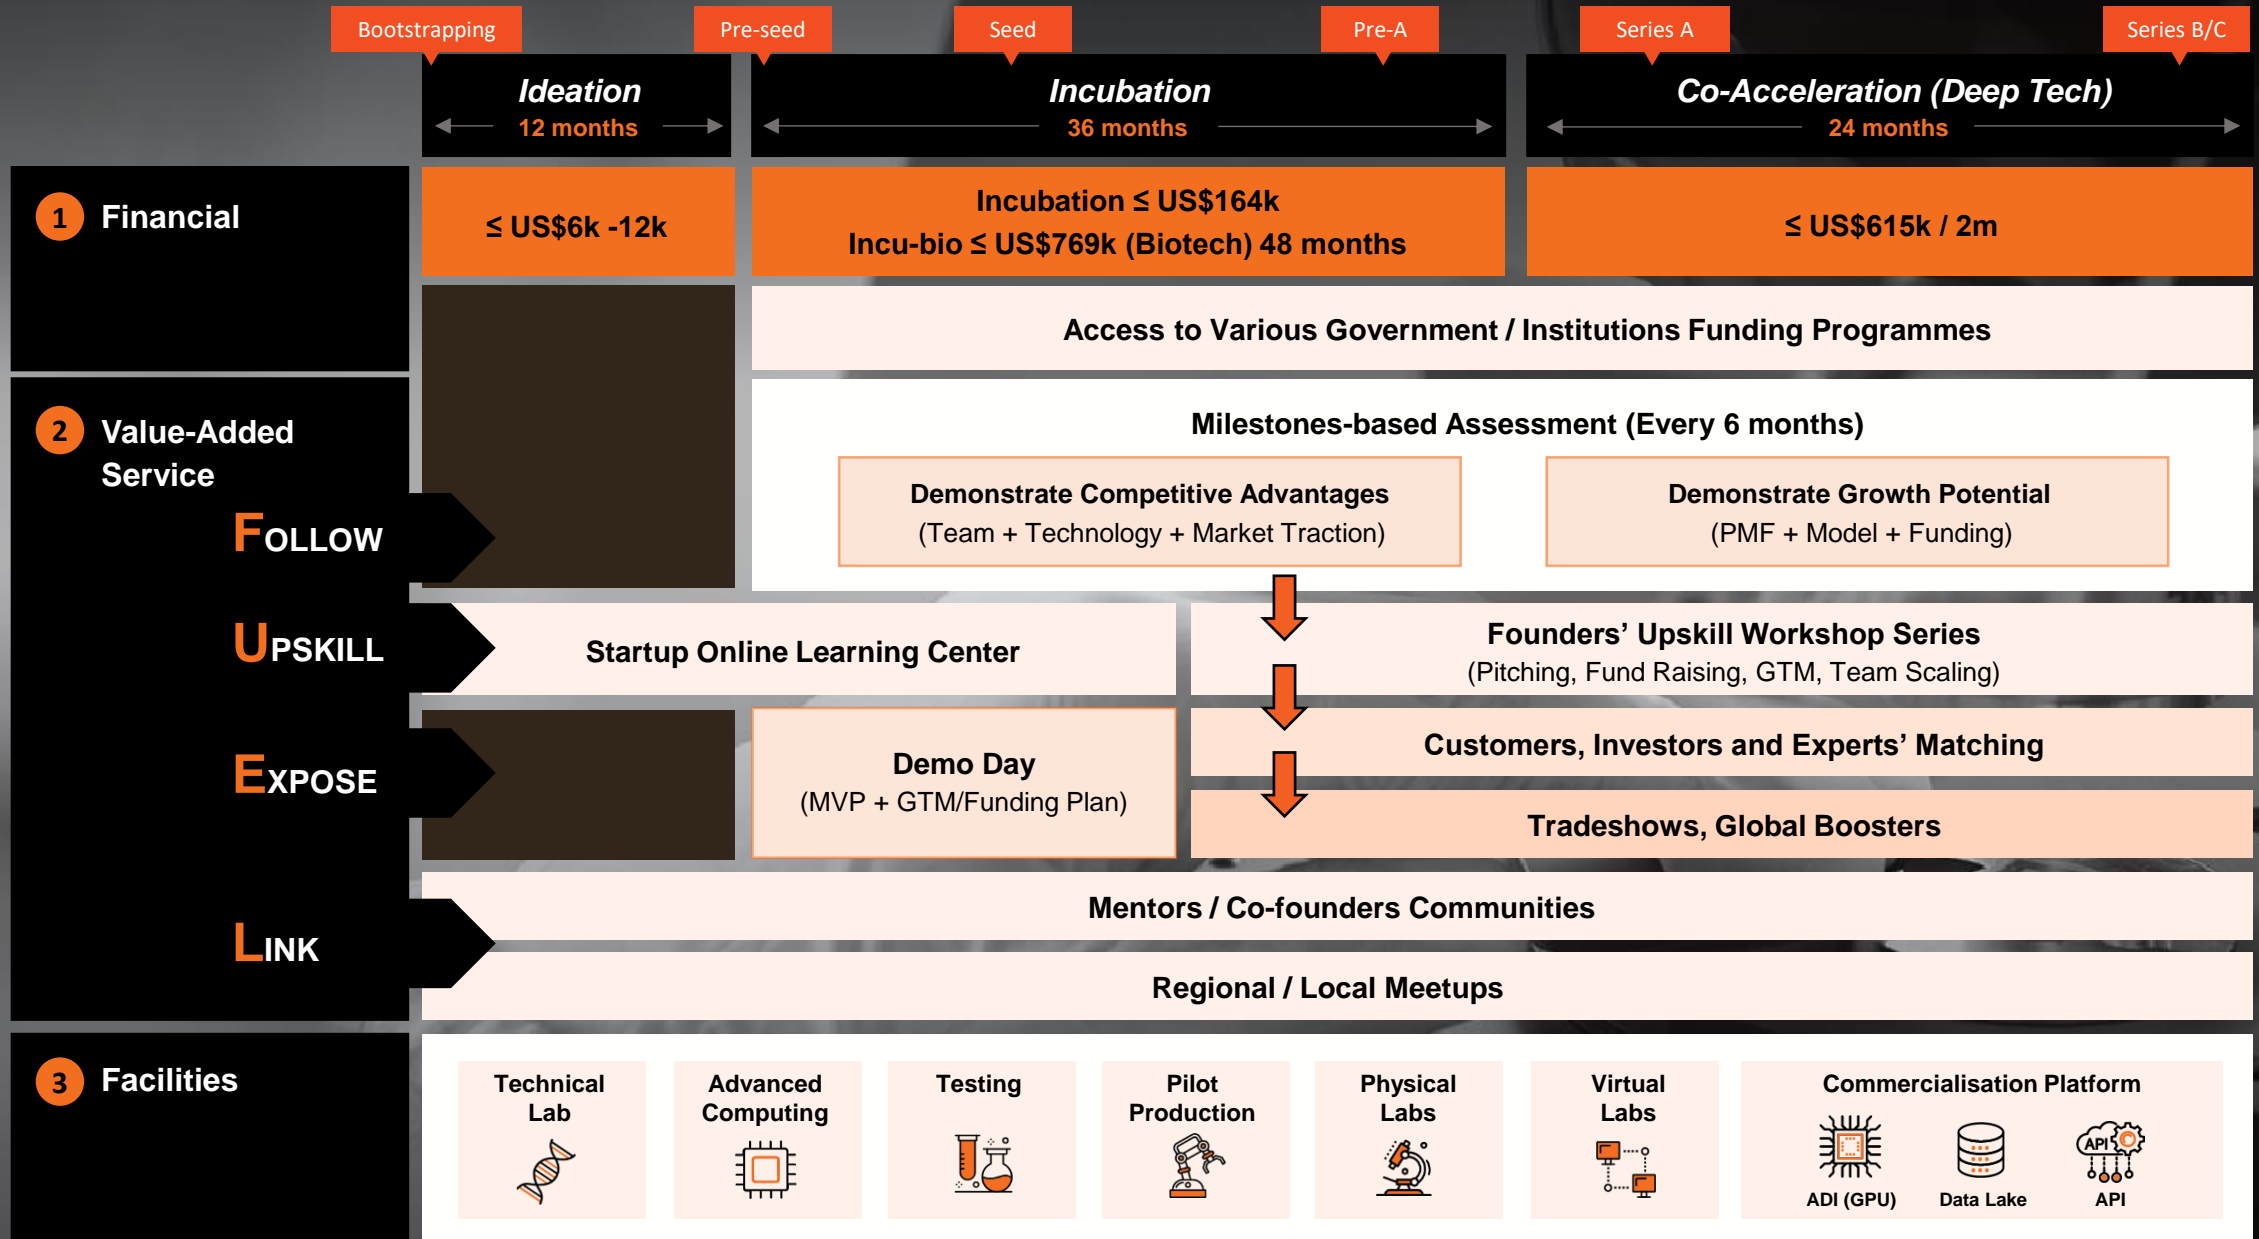 Bootstrapping
Pre-seed
Seed
Pre-A
Series A
Series B/C
Ideation
12 months
Incubation
36 months
Co-Acceleration (Deep Tech)
24 months
1 Financial
≤ US$6k -12k
Incubation ≤ US$164k
Incu-bio ≤ US$769k (Biotech) 48 months
≤ US$615k / 2m
Access to Various Government / Institutions Funding Programmes
2 Value-Added
Service
FOLLOW
Milestones-based Assessment (Every 6 months)
Demonstrate Competitive Advantages
(Team + Technology + Market Traction)
Demonstrate Growth Potential
(PMF + Model + Funding)
UPSKILL
Startup Online Learning Center
Founders’ Upskill Workshop Series
(Pitching, Fund Raising, GTM, Team Scaling)
EXPOSE
Demo Day
(MVP + GTM/Funding Plan)
Customers, Investors and Experts’ Matching
Tradeshows, Global Boosters
LINK
Mentors / Co-founders Communities
Regional / Local Meetups
3 Facilities
Technical
Lab
Advanced
Computing
Testing
Pilot
Production
Physical
Labs
Virtual
Labs
Commercialisation Platform
API
ADI (GPU)
Data Lake
API